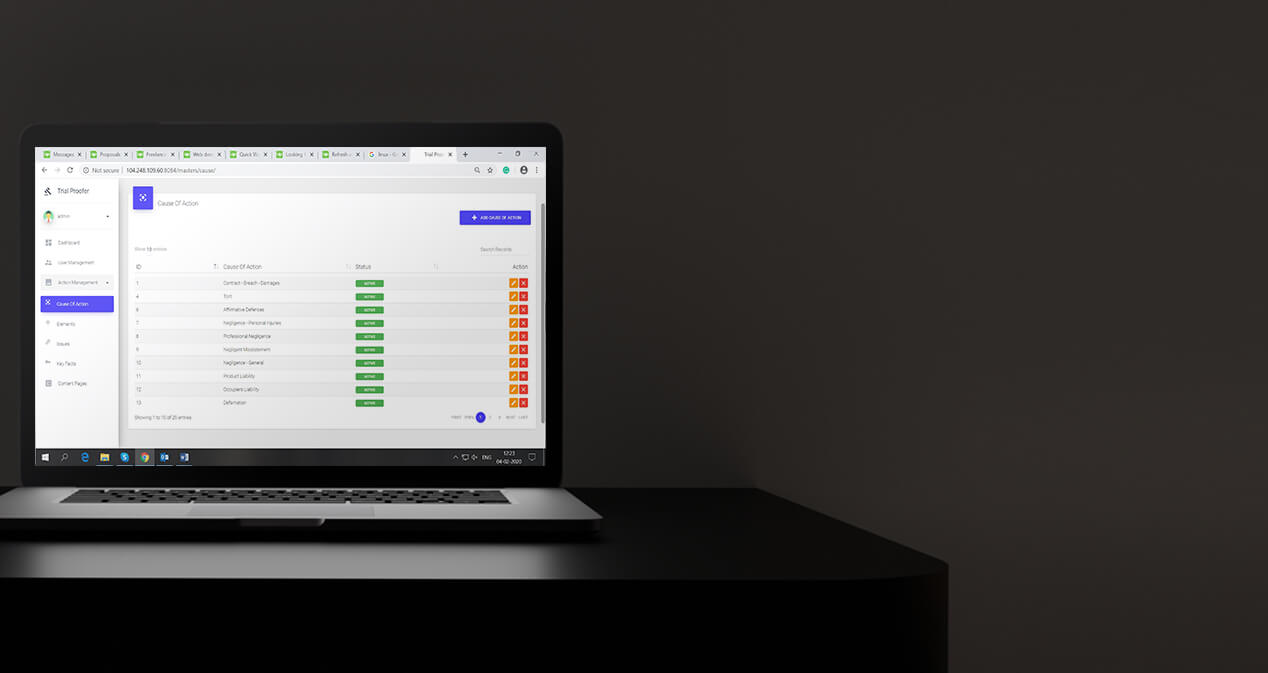 Messages
Proposals
Freelance
Web desi
Quick Vi
Looking
Refresh
linux - Go
Trial Proo
Not secure
104.248.109.60:8084/masters/cause/
Trial Proofer
admin
Dashboard
User Management
Action Management
Cause Of Action
Elements
Issues
Key Facts
Content Pages
Cause Of Action
ADD CAUSE OF ACTION
Show 10 entries
Search Records
ID Cause Of Action Status Action
1 Contract - Breach - Damages ACTIVE
4 Tort ACTIVE
6 Affirmative Defences ACTIVE
7 Negligence - Personal Injuries ACTIVE
8 Professional Negligence ACTIVE
9 Negligent Misstatement ACTIVE
10 Negligence - General ACTIVE
11 Product Liability ACTIVE
12 Occupiers Liability ACTIVE
13 Defamation ACTIVE
Showing 1 to 10 of 25 entries
FIRST PREV 1 2 3 NEXT LAST
ENG
12:23
04-02-2020